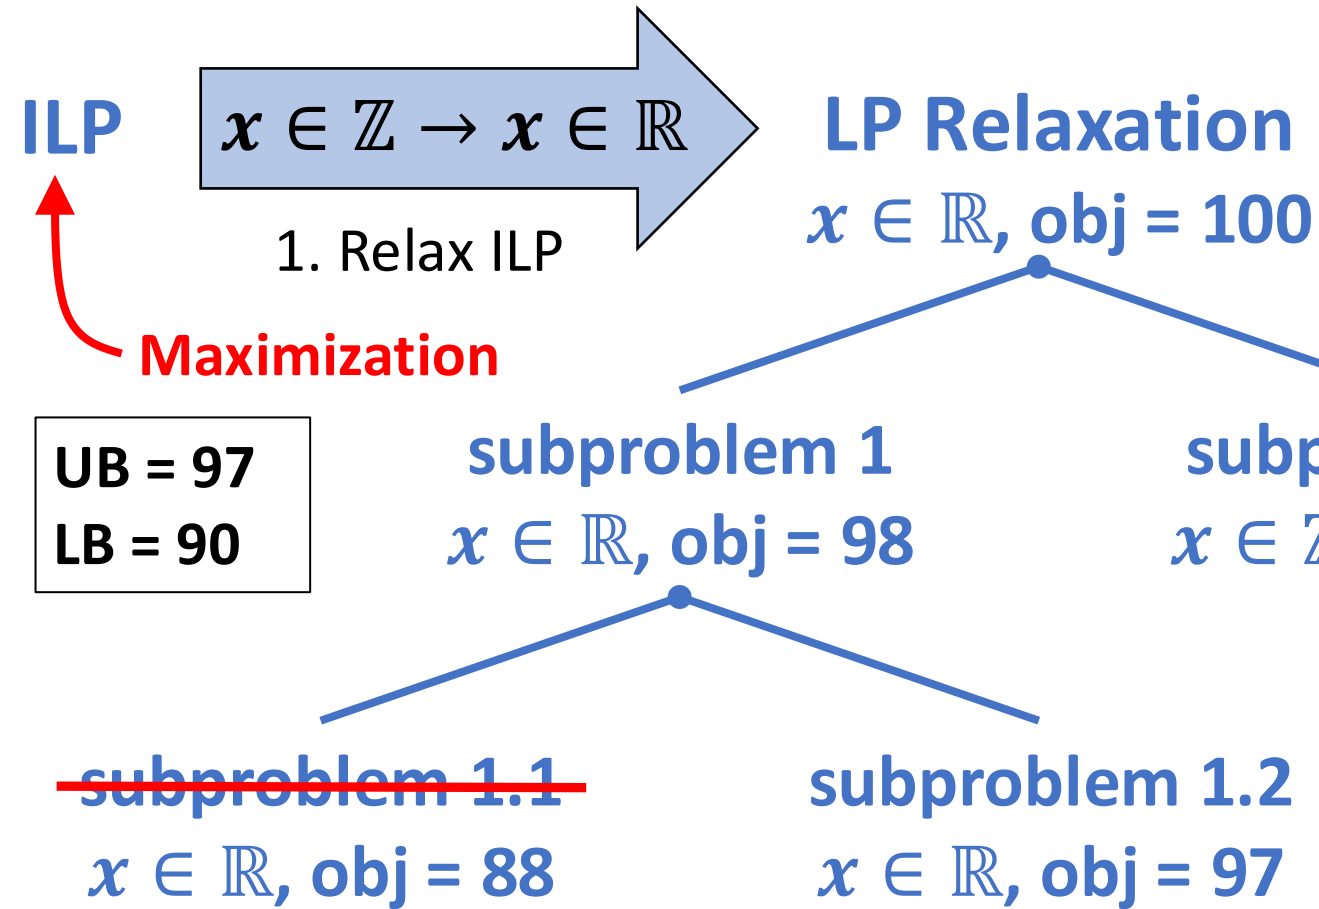 ILP
x ∈ ℤ → x ∈ ℝ
LP Relaxation
x ∈ ℝ, obj = 100
1. Relax ILP
Maximization
UB = 97
LB = 90
subproblem 1
x ∈ ℝ, obj = 98
x ∈
subproblem 1.1
x ∈ ℝ, obj = 88
subproblem 1.2
x ∈ ℝ, obj = 97